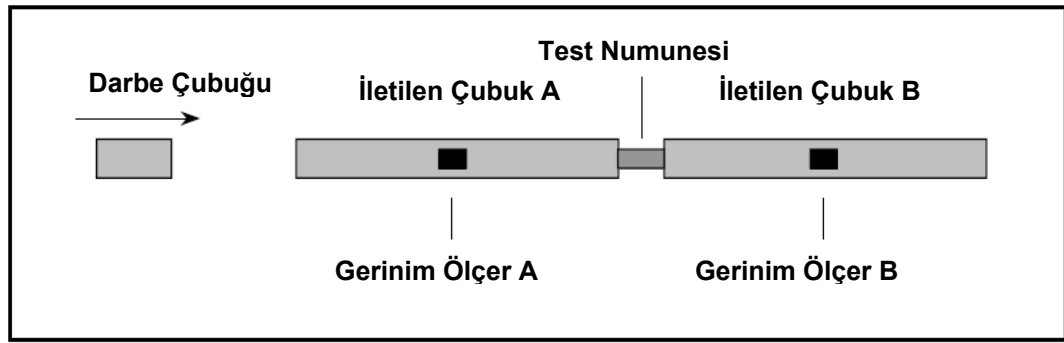 Test Numunesi
Darbe Çubuğu
İletilen Çubuk A
İletilen Çubuk B
Gerinim Ölçer A
Gerinim Ölçer B